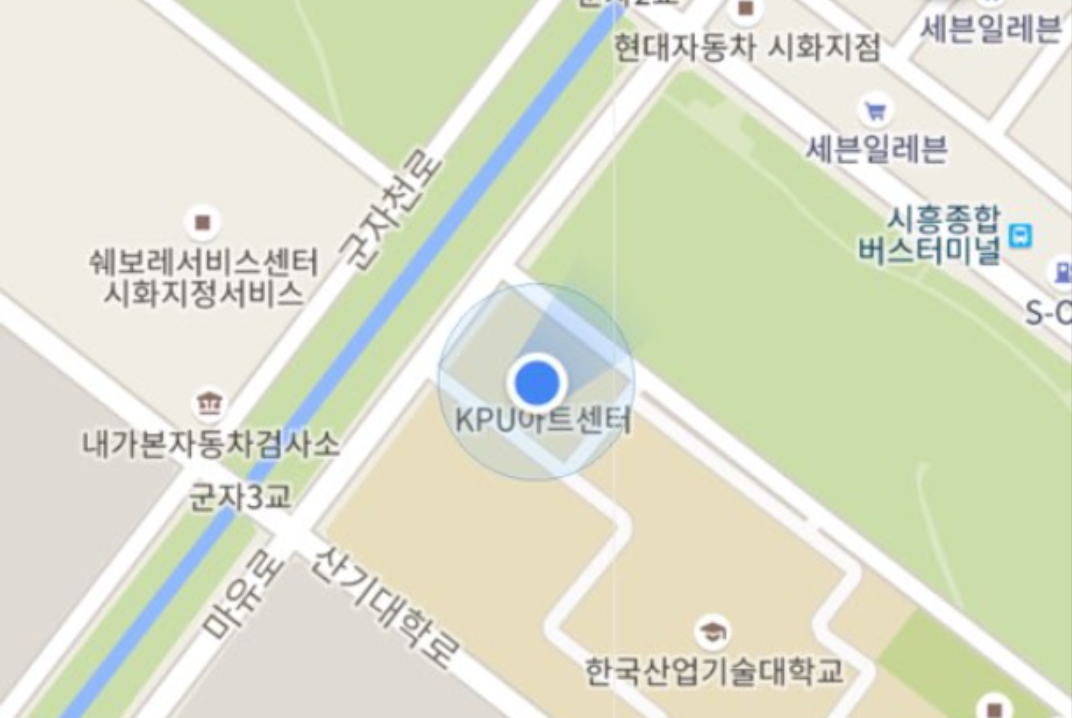 현대자동차 시화지점
세븐일레븐
세븐일레븐
시흥종합
버스터미널
군자천로
쉐보레서비스센터
시화지정서비스
KPU아트센터
내가본자동차검사소
군자3교
마유로
산기대학로
한국산업기술대학교